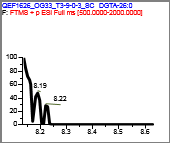 QEF1626_OG33_T3-9-0-3_SC DGTA-26:0
F: FTMS + p ESI Full ms [500.0000-2000.0000]
100
8.19
80
60
8.22
40
20
0
8.2 8.3 8.4 8.5 8.6